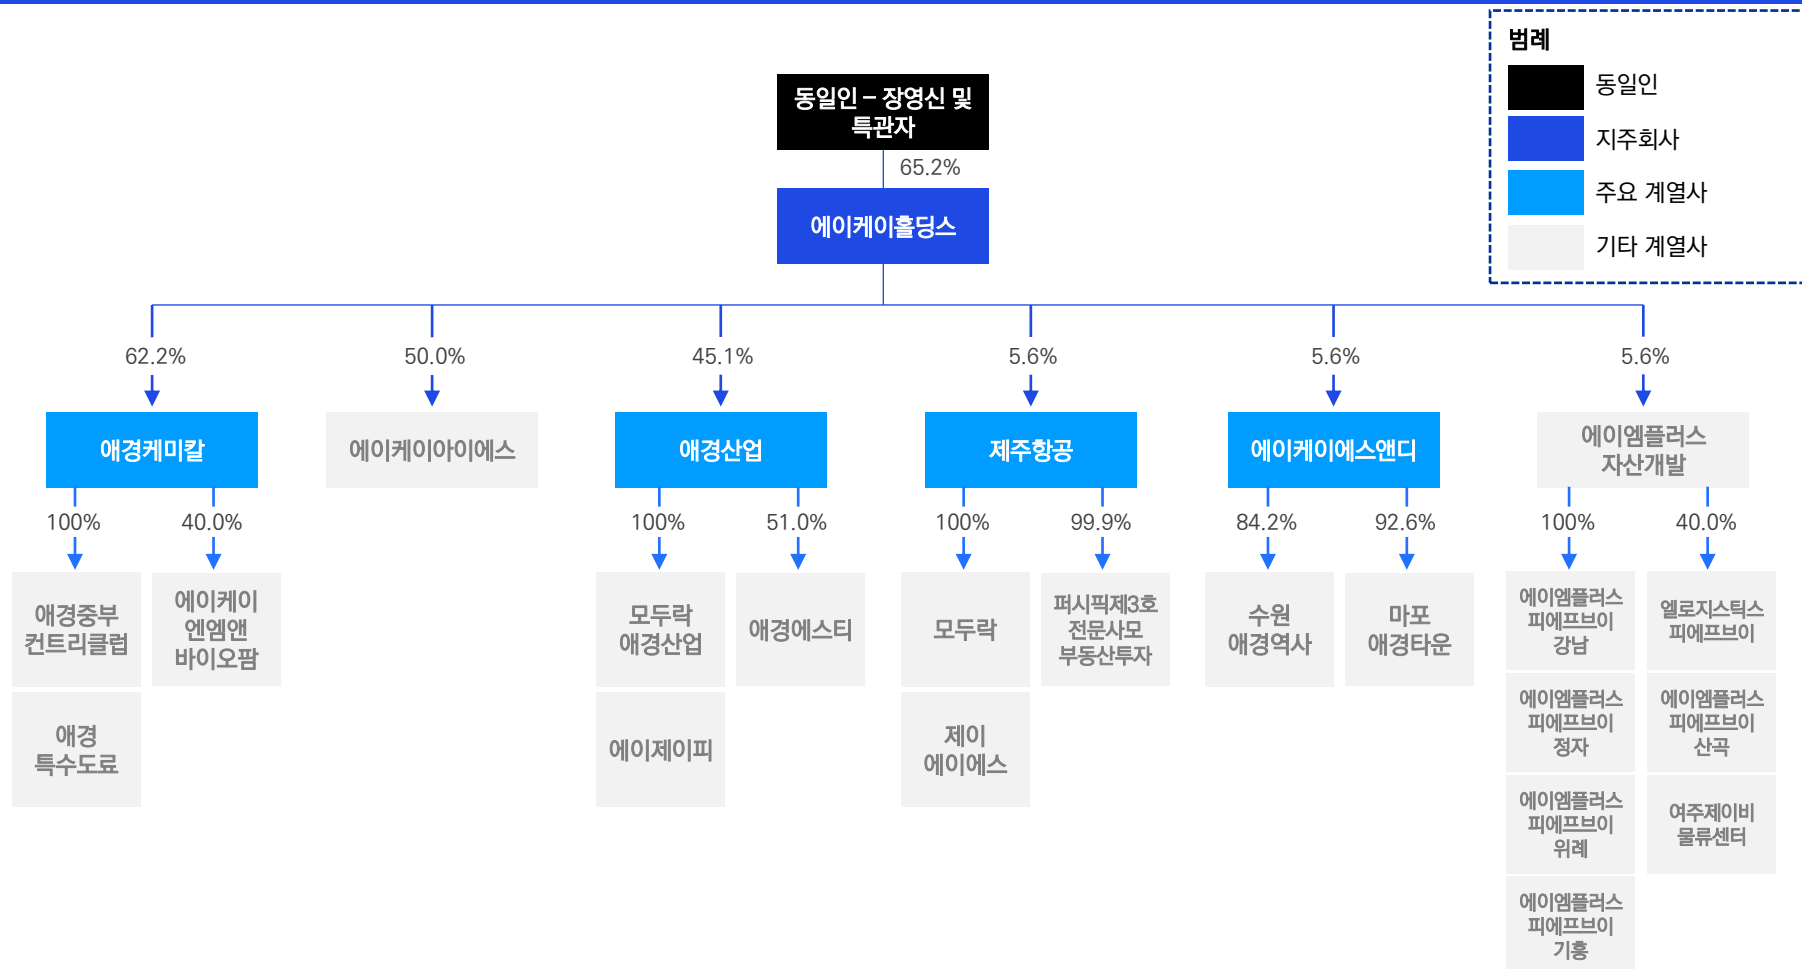 범례
동일인
지주회사
주요 계열사
기타 계열사
동일인 – 장영신 및
특관자
65.2%
에이케이홀딩스
62.2%
50.0%
45.1%
5.6%
5.6%
5.6%
애경케미칼
에이케이아이에스
애경산업
제주항공
에이케이에스앤디
에이엠플러스
자산개발
100%
40.0%
100%
51.0%
100%
99.9%
84.2%
92.6%
100%
40.0%
애경중부
컨트리클럽
에이케이
엔엠앤
바이오팜
모두락
애경산업
애경에스티
모두락
퍼시픽제3호
전문사모
부동산투자
수원
애경역사
마포
애경타운
에이엠플러스
피에프브이
강남
엘로지스틱스
피에프브이
애경
특수도료
에이제이피
제이
에이에스
에이엠플러스
피에프브이
정자
에이엠플러스
피에프브이
산곡
에이엠플러스
피에프브이
위례
여주제이비
물류센터
에이엠플러스
피에프브이
기흥